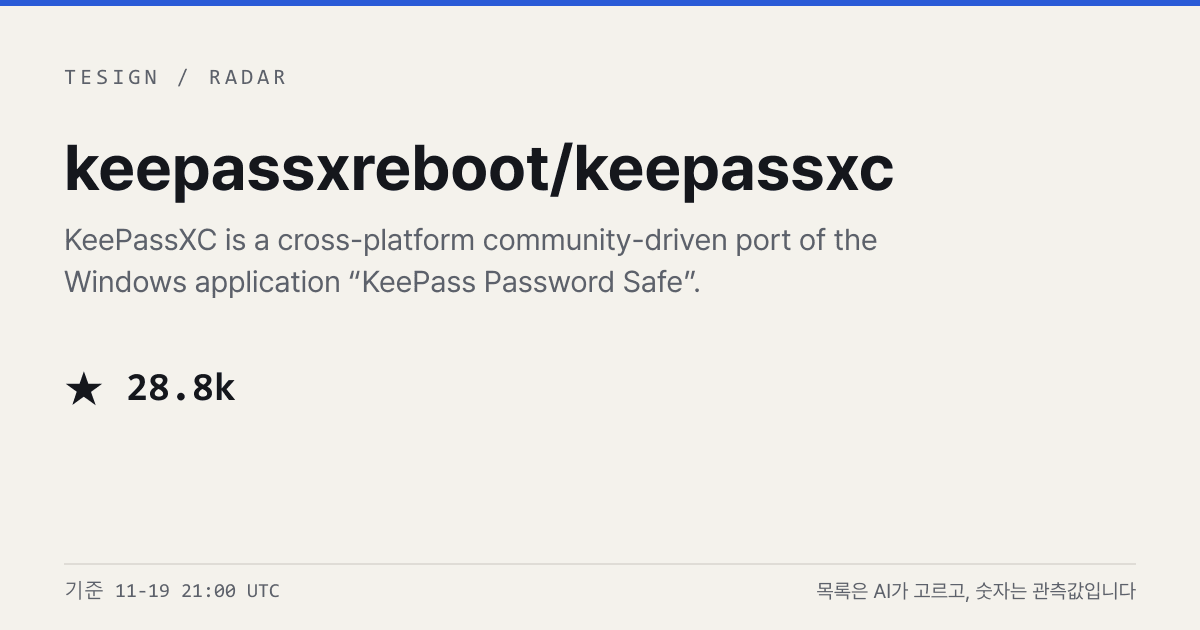 TESIGN / RADAR
keepassxreboot/keepassxc
KeePassXC is a cross-platform community-driven port of the
Windows application “KeePass Password Safe”.
★ 28.8k
기준 11-19 21:00 UTC
목록은 AI가 고르고, 숫자는 관측값입니다